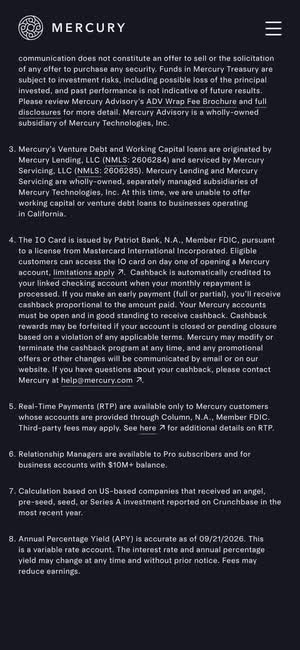 MERCURY
communication does not constitute an offer to sell or the solicitation
of any offer to purchase any security. Funds in Mercury Treasury are
subject to investment risks, including possible loss of the principal
invested, and past performance is not indicative of future results.
Please review Mercury Advisory's ADV Wrap Fee Brochure and full
disclosures for more detail. Mercury Advisory is a wholly-owned
subsidiary of Mercury Technologies, Inc.
3. Mercury's Venture Debt and Working Capital loans are originated by
Mercury Lending, LLC (NMLS: 2606284) and serviced by Mercury
Servicing, LLC (NMLS: 2606285). Mercury Lending and Mercury
Servicing are wholly-owned, separately managed subsidiaries of
Mercury Technologies, Inc. At this time, we are unable to offer
working capital or venture debt loans to businesses operating
in California.
4. The IO Card is issued by Patriot Bank, N.A., Member FDIC, pursuant
to a license from Mastercard International Incorporated. Eligible
customers can access the IO card on day one of opening a Mercury
account, limitations apply ↗. Cashback is automatically credited to
your linked checking account when your monthly repayment is
processed. If you make an early payment (full or partial), you'll receive
cashback proportional to the amount paid. Your Mercury accounts
must be open and in good standing to receive cashback. Cashback
rewards may be forfeited if your account is closed or pending closure
based on a violation of any applicable terms. Mercury may modify or
terminate the cashback program at any time, and any promotional
offers or other changes will be communicated by email or on our
website. If you have questions about your cashback, please contact
Mercury at help@mercury.com ↗.
5. Real-Time Payments (RTP) are available only to Mercury customers
whose accounts are provided through Column, N.A., Member FDIC.
Third-party fees may apply. See here ↗ for additional details on RTP.
6. Relationship Managers are available to Pro subscribers and for
business accounts with $10M+ balance.
7. Calculation based on US-based companies that received an angel,
pre-seed, seed, or Series A investment reported on Crunchbase in the
most recent year.
8. Annual Percentage Yield (APY) is accurate as of 09/21/2026. This
is a variable rate account. The interest rate and annual percentage
yield may change at any time and without prior notice. Fees may
reduce earnings.